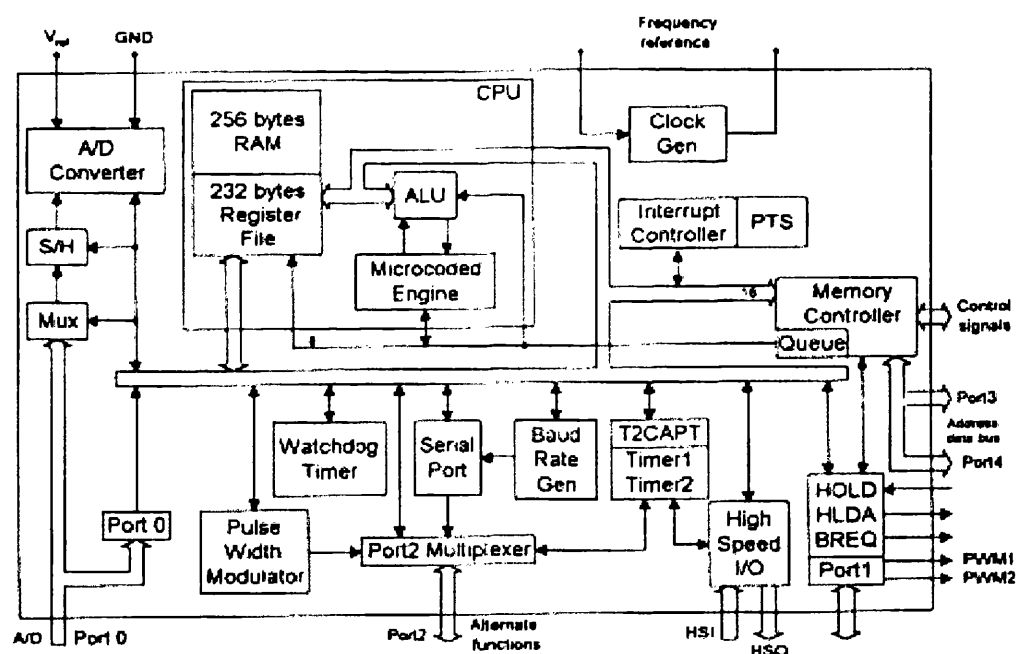 Vref
GND
Frequency
reference
CPU
256 bytes
RAM
Clock
Gen
A/D
Converter
232 bytes
Register
File
ALU
Interrupt
Controller
PTS
S/H
Microcoded
Engine
16
Memory
Controller
Control
signals
Mux
8
Queue
Port3
Address
data bus
Port4
Watchdog
Timer
Serial
Port
Baud
Rate
Gen
T2CAPT
Timer1
Timer2
HOLD
HLDA
BREQ
Port 0
Pulse
Width
Modulator
Port2 Multiplexer
High
Speed
I/O
Port1
PWM1
PWM2
A/D
Port 0
Port2
Alternate
functions
HSI
HSO